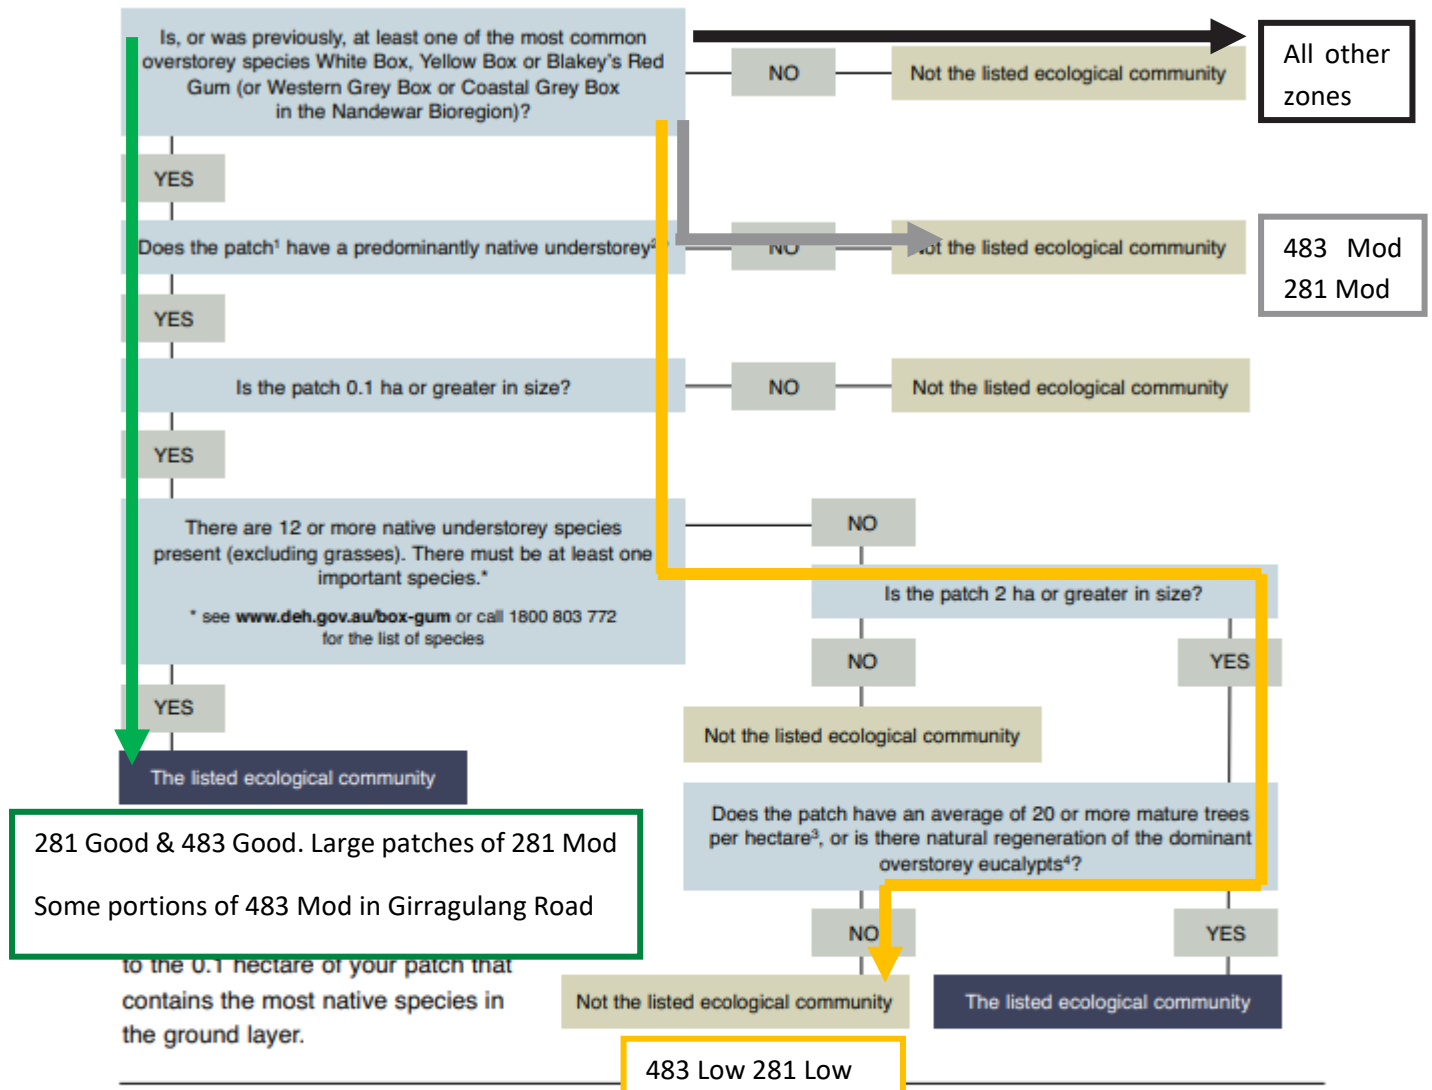 Is, or was previously, at least one of the most common
overstorey species White Box, Yellow Box or Blakey's Red
Gum (or Western Grey Box or Coastal Grey Box
in the Nandewar Bioregion)?
NO
Not the listed ecological community
All other
zones
YES
Does the patch¹ have a predominantly native understorey²
NO
Not the listed ecological community
483 Mod
281 Mod
YES
Is the patch 0.1 ha or greater in size?
NO
Not the listed ecological community
YES
There are 12 or more native understorey species
present (excluding grasses). There must be at least one
important species.*
* see www.deh.gov.au/box-gum or call 1800 803 772
for the list of species
NO
Is the patch 2 ha or greater in size?
NO
YES
YES
Not the listed ecological community
The listed ecological community
Does the patch have an average of 20 or more mature trees
per hectare³, or is there natural regeneration of the dominant
overstorey eucalypts⁴?
281 Good & 483 Good. Large patches of 281 Mod
Some portions of 483 Mod in Girragulang Road
NO
YES
to the 0.1 hectare of your patch that
contains the most native species in
the ground layer.
Not the listed ecological community
The listed ecological community
483 Low 281 Low